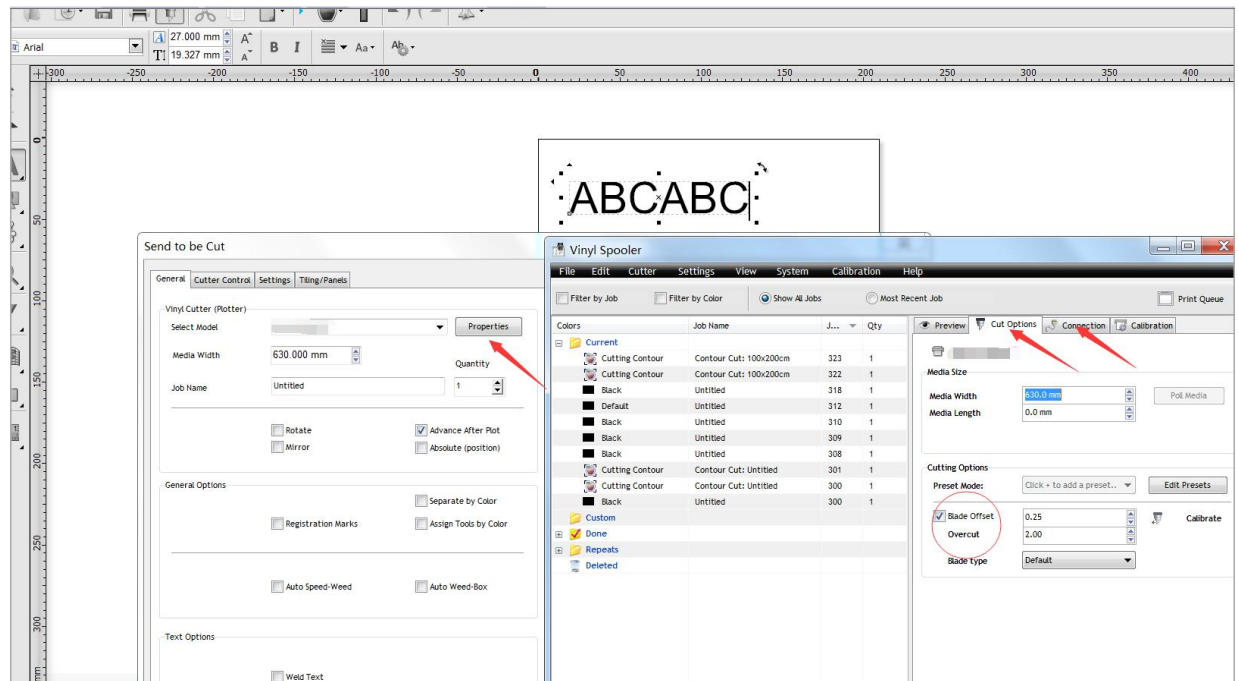 Arial
27.000 mm
19.327 mm
B I Aa
-300 -250 -200 -150 -100 -50 0 50 100 150 200 250 300 350 400
0
50
100
150
200
250
300
mm
ABCABC
Send to be Cut
General Cutter Control Settings Tiling/Panels
Vinyl Cutter (Plotter)
Select Model
Properties
Media Width 630.000 mm
Quantity
Job Name Untitled 1
Rotate Advance After Plot
Mirror Absolute (position)
General Options
Separate by Color
Registration Marks Assign Tools by Color
Auto Speed-Weed Auto Weed-Box
Text Options
Weld Text
Vinyl Spooler
File Edit Cutter Settings View System Calibration Help
Filter by Job Filter by Color Show All Jobs Most Recent Job Print Queue
Colors Job Name J... Qty
Current
Cutting Contour Contour Cut: 100x200cm 323 1
Cutting Contour Contour Cut: 100x200cm 322 1
Black Untitled 318 1
Default Untitled 312 1
Black Untitled 310 1
Black Untitled 309 1
Black Untitled 308 1
Cutting Contour Contour Cut: Untitled 301 1
Cutting Contour Contour Cut: Untitled 300 1
Black Untitled 300 1
Custom
Done
Repeats
Deleted
Preview Cut Options Connection Calibration
Media Size
Media Width 630.0 mm Poll Media
Media Length 0.0 mm
Cutting Options
Preset Mode: Click + to add a preset.. Edit Presets
Blade Offset 0.25 Calibrate
Overcut 2.00
Blade type Default